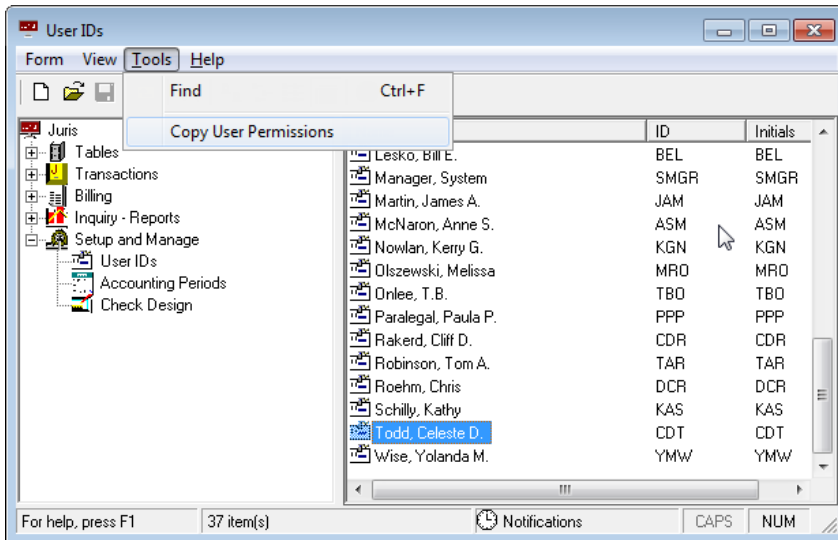 User IDs
Form View Tools Help
Find Ctrl+F
Copy User Permissions
ID Initials
Juris
Tables
Transactions
Billing
Inquiry - Reports
Setup and Manage
User IDs
Accounting Periods
Check Design
Lesko, Bill E. BEL BEL
Manager, System SMGR SMGR
Martin, James A. JAM JAM
McNaron, Anne S. ASM ASM
Nowlan, Kerry G. KGN KGN
Olszewski, Melissa MRO MRO
Onlee, T.B. TBO TBO
Paralegal, Paula P. PPP PPP
Rakerd, Cliff D. CDR CDR
Robinson, Tom A. TAR TAR
Roehm, Chris DCR DCR
Schilly, Kathy KAS KAS
Todd, Celeste D. CDT CDT
Wise, Yolanda M. YMW YMW
For help, press F1 37 item(s) Notifications CAPS NUM